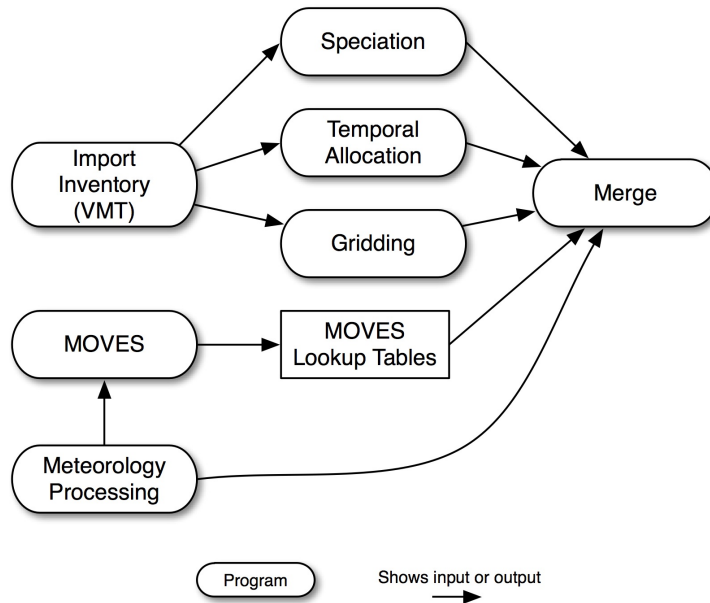 Speciation
Temporal
Allocation
Import
Inventory
(VMT)
Merge
Gridding
MOVES
MOVES
Lookup Tables
Meteorology
Processing
Program
Shows input or output